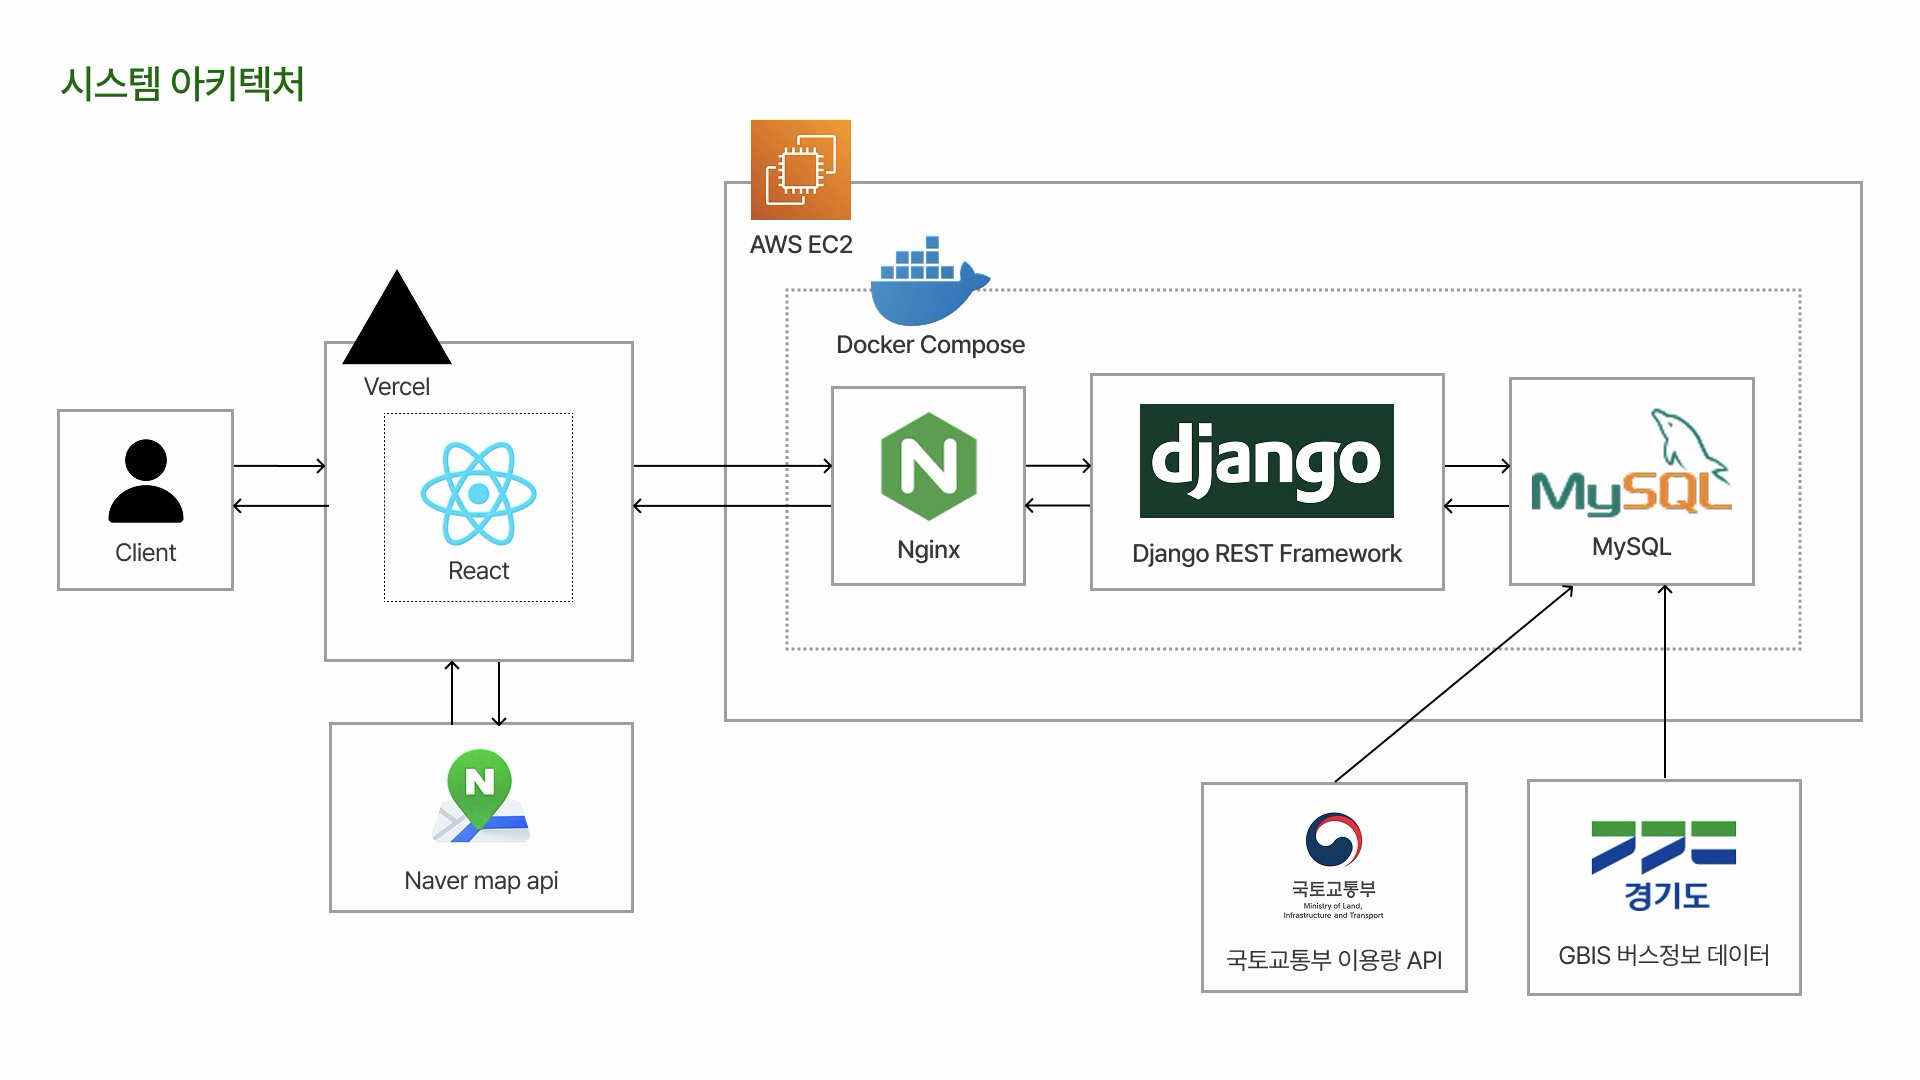 시스템 아키텍처
AWS EC2
Docker Compose
Vercel
Client
React
N
Nginx
django
Django REST Framework
MySQL
MySQL
N
Naver map api
국토교통부
Ministry of Land,
Infrastructure and Transport
국토교통부 이용량 API
경기도
GBIS 버스정보 데이터